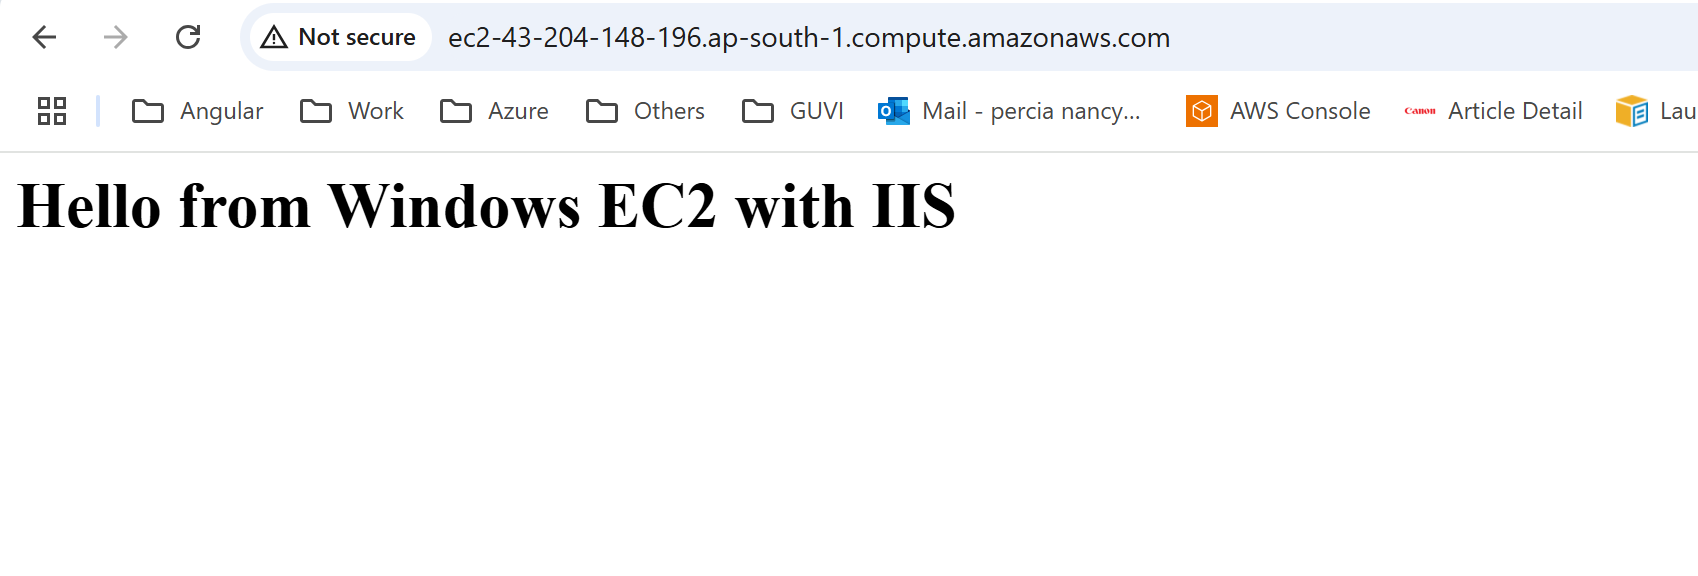 Not secure ec2-43-204-148-196.ap-south-1.compute.amazonaws.com
Angular Work Azure Others GUVI Mail - percia nancy... AWS Console Canon Article Detail Lau
Hello from Windows EC2 with IIS